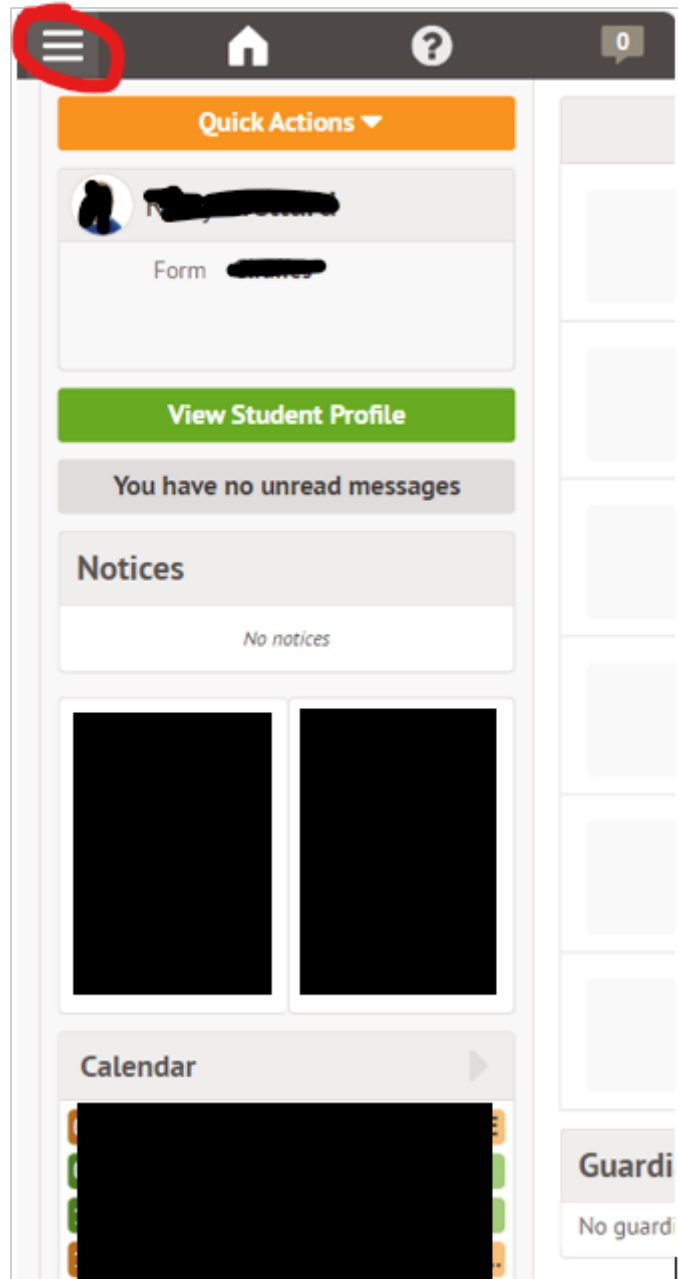 0
Quick Actions
Form
View Student Profile
You have no unread messages
Notices
No notices
Calendar
Guardi
No guardi